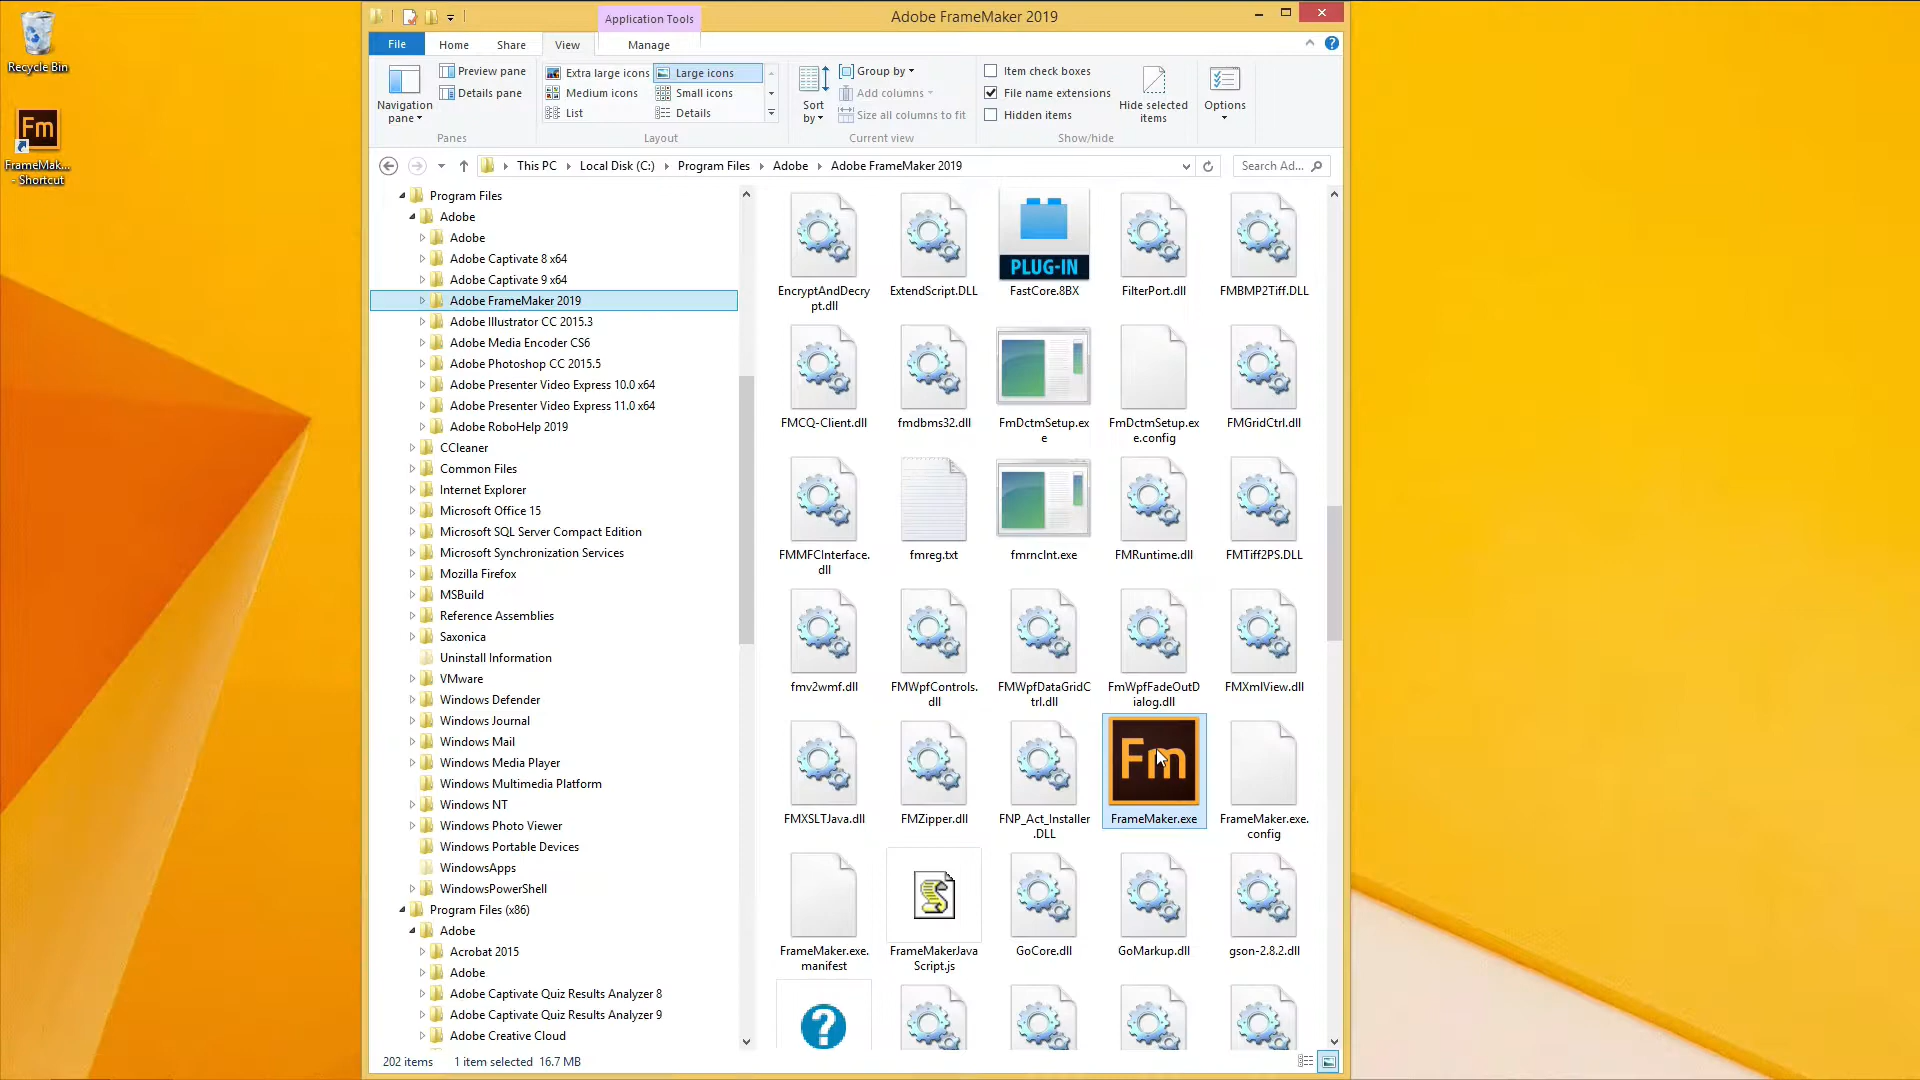 Recycle Bin
Fm
FrameMak...
- Shortcut
Application Tools
Adobe FrameMaker 2019
File
Home
Share
View
Manage
Navigation
pane
Preview pane
Details pane
Panes
Extra large icons
Large icons
Medium icons
Small icons
List
Details
Layout
Sort
by
Group by
Add columns
Size all columns to fit
Current view
Item check boxes
File name extensions
Hidden items
Hide selected
items
Show/hide
Options
This PC
Local Disk (C:)
Program Files
Adobe
Adobe FrameMaker 2019
Search Ad...
Program Files
Adobe
Adobe
Adobe Captivate 8 x64
Adobe Captivate 9 x64
Adobe FrameMaker 2019
Adobe Illustrator CC 2015.3
Adobe Media Encoder CS6
Adobe Photoshop CC 2015.5
Adobe Presenter Video Express 10.0 x64
Adobe Presenter Video Express 11.0 x64
Adobe RoboHelp 2019
CCleaner
Common Files
Internet Explorer
Microsoft Office 15
Microsoft SQL Server Compact Edition
Microsoft Synchronization Services
Mozilla Firefox
MSBuild
Reference Assemblies
Saxonica
Uninstall Information
VMware
Windows Defender
Windows Journal
Windows Mail
Windows Media Player
Windows Multimedia Platform
Windows NT
Windows Photo Viewer
Windows Portable Devices
WindowsApps
WindowsPowerShell
Program Files (x86)
Adobe
Acrobat 2015
Adobe
Adobe Captivate Quiz Results Analyzer 8
Adobe Captivate Quiz Results Analyzer 9
Adobe Creative Cloud
EncryptAndDecry
pt.dll
ExtendScript.DLL
PLUG-IN
FastCore.8BX
FilterPort.dll
FMBMP2Tiff.DLL
FMCQ-Client.dll
fmdbms32.dll
FmDctmSetup.ex
e
FmDctmSetup.ex
e.config
FMGridCtrl.dll
FMMFCInterface.
dll
fmreg.txt
fmrncInt.exe
FMRuntime.dll
FMTiff2PS.DLL
fmv2wmf.dll
FMWpfControls.
dll
FMWpfDataGridC
trl.dll
FmWpfFadeOutD
ialog.dll
FMXmlView.dll
FMXSLTJava.dll
FMZipper.dll
FNP_Act_Installer
.DLL
Fm
FrameMaker.exe
FrameMaker.exe.
config
FrameMaker.exe.
manifest
FrameMakerJava
Script.js
GoCore.dll
GoMarkup.dll
gson-2.8.2.dll
202 items
1 item selected
16.7 MB